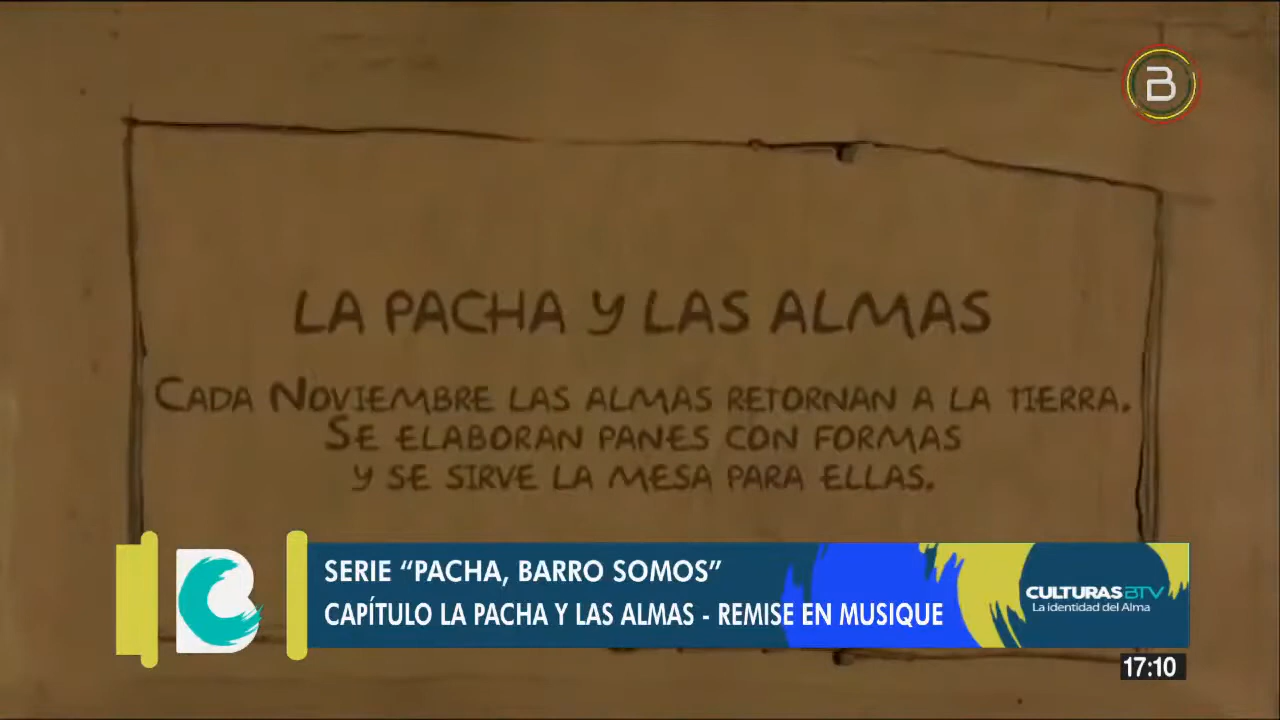 B
LA PACHA Y LAS ALMAS
CADA NOVIEMBRE LAS ALMAS RETORNAN A LA TIERRA.
SE ELABORAN PANES CON FORMAS
Y SE SIRVE LA MESA PARA ELLAS.
SERIE “PACHA, BARRO SOMOS”
CAPÍTULO LA PACHA Y LAS ALMAS - REMISE EN MUSIQUE
CULTURAS BTV
La identidad del Alma
17:10